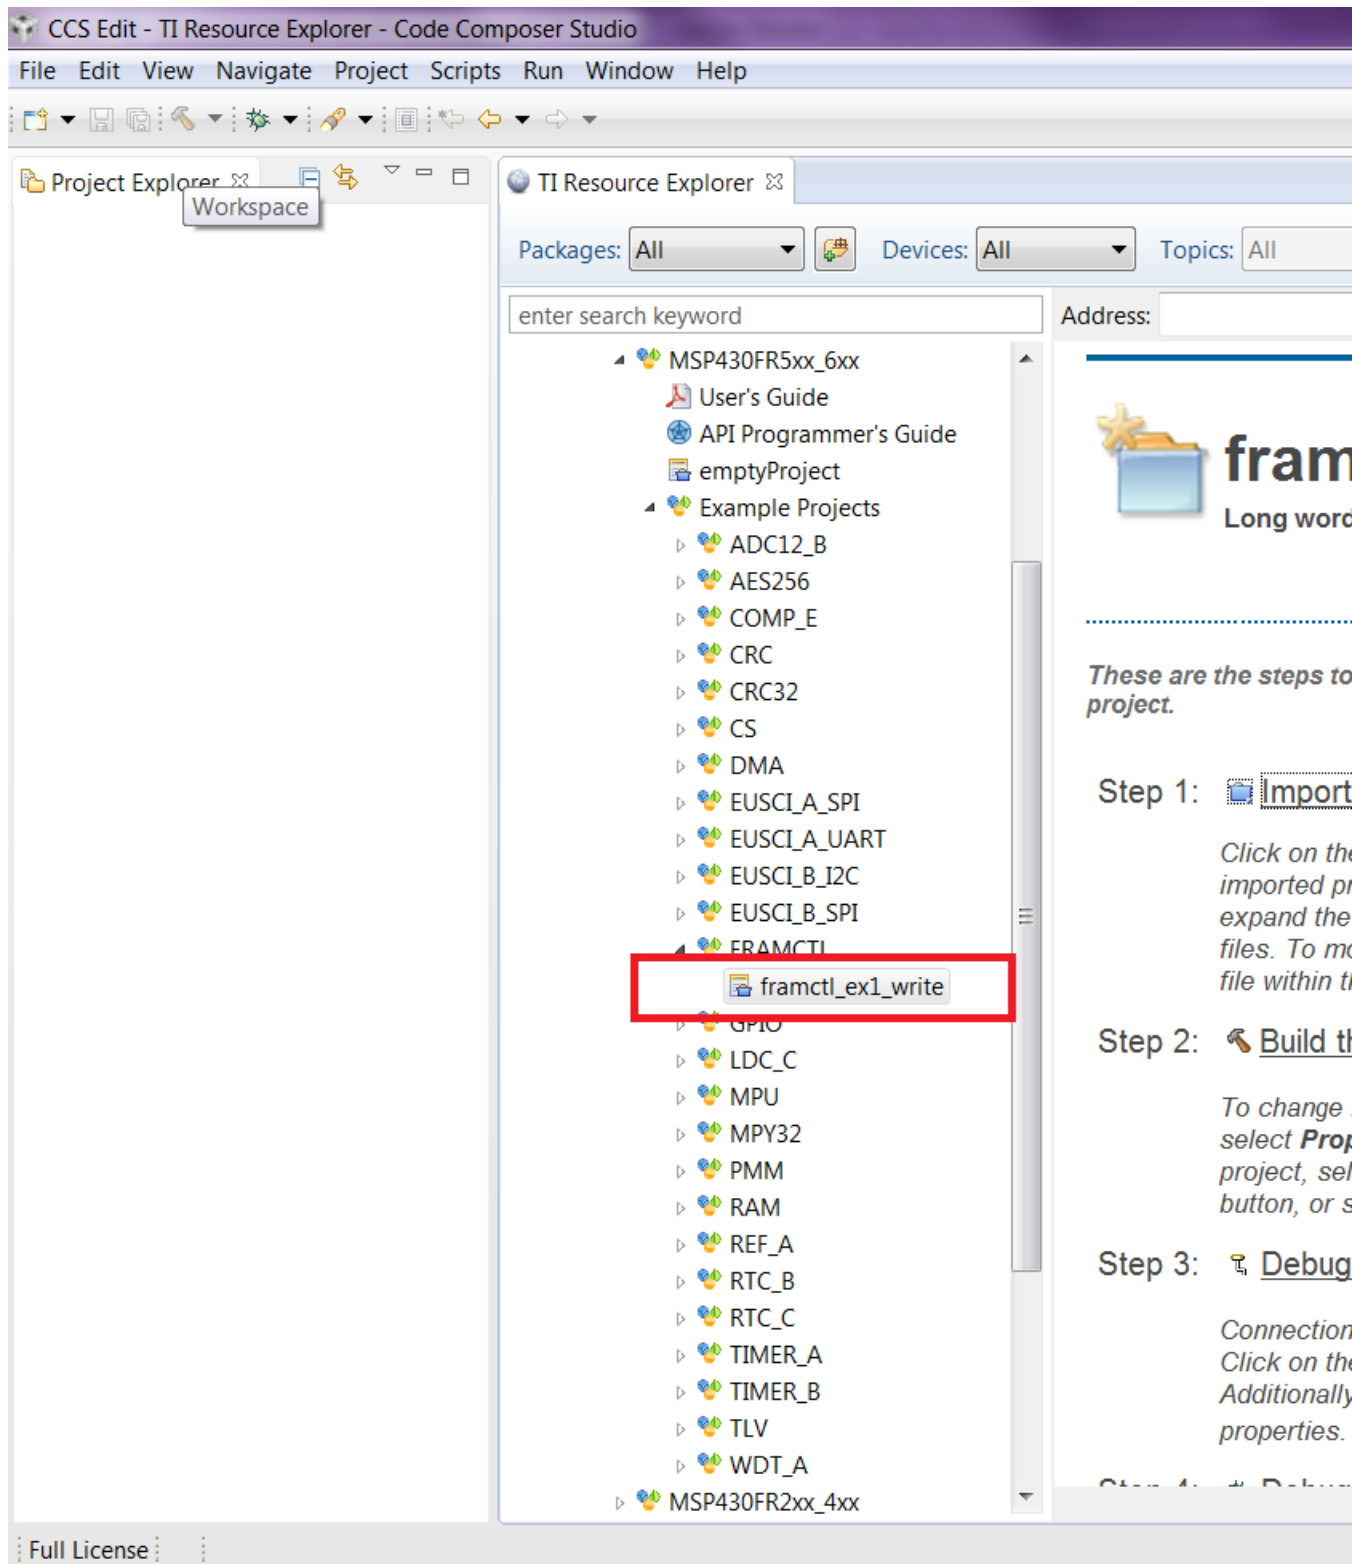 CCS Edit - TI Resource Explorer - Code Composer Studio
File Edit View Navigate Project Scripts Run Window Help
Project Explorer
Workspace
TI Resource Explorer
Packages: All Devices: All Topics: All
enter search keyword
Address:
MSP430FR5xx_6xx
User's Guide
API Programmer's Guide
emptyProject
Example Projects
ADC12_B
AES256
COMP_E
CRC
CRC32
CS
DMA
EUSCI_A_SPI
EUSCI_A_UART
EUSCI_B_I2C
EUSCI_B_SPI
FRAMCTL
framctl_ex1_write
GPIO
LDC_C
MPU
MPY32
PMM
RAM
REF_A
RTC_B
RTC_C
TIMER_A
TIMER_B
TLV
WDT_A
MSP430FR2xx_4xx
fram
Long word
These are the steps to
project.
Step 1: Import
Click on the
imported pr
expand the
files. To mo
file within th
Step 2: Build th
To change
select Prop
project, sel
button, or s
Step 3: Debug
Connection
Click on the
Additionally
properties.
Step 4: Debug
Full License